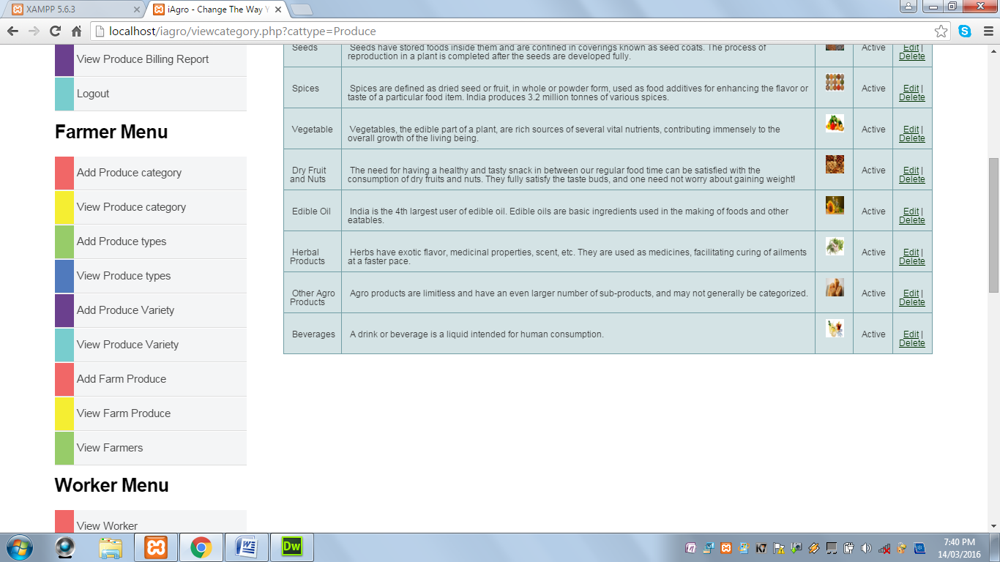 XAMPP 5.6.3
iAgro - Change The Way Y
localhost/iagro/viewcategory.php?cattype=Produce
View Produce Billing Report
Logout
Farmer Menu
Add Produce category
View Produce category
Add Produce types
View Produce types
Add Produce Variety
View Produce Variety
Add Farm Produce
View Farm Produce
View Farmers
Worker Menu
View Worker
Seeds
Seeds have stored foods inside them and are confined in coverings known as seed coats. The process of
reproduction in a plant is completed after the seeds are developed fully.
Active
Edit |
Delete
Spices
Spices are defined as dried seed or fruit, in whole or powder form, used as food additives for enhancing the flavor or
taste of a particular food item. India produces 3.2 million tonnes of various spices.
Active
Edit |
Delete
Vegetable
Vegetables, the edible part of a plant, are rich sources of several vital nutrients, contributing immensely to the
overall growth of the living being.
Active
Edit |
Delete
Dry Fruit
and Nuts
The need for having a healthy and tasty snack in between our regular food time can be satisfied with the
consumption of dry fruits and nuts. They fully satisfy the taste buds, and one need not worry about gaining weight!
Active
Edit |
Delete
Edible Oil
India is the 4th largest user of edible oil. Edible oils are basic ingredients used in the making of foods and other
eatables.
Active
Edit |
Delete
Herbal
Products
Herbs have exotic flavor, medicinal properties, scent, etc. They are used as medicines, facilitating curing of ailments
at a faster pace.
Active
Edit |
Delete
Other Agro
Products
Agro products are limitless and have an even larger number of sub-products, and may not generally be categorized.
Active
Edit |
Delete
Beverages
A drink or beverage is a liquid intended for human consumption.
Active
Edit |
Delete
Dw
K7
7:40 PM
14/03/2016